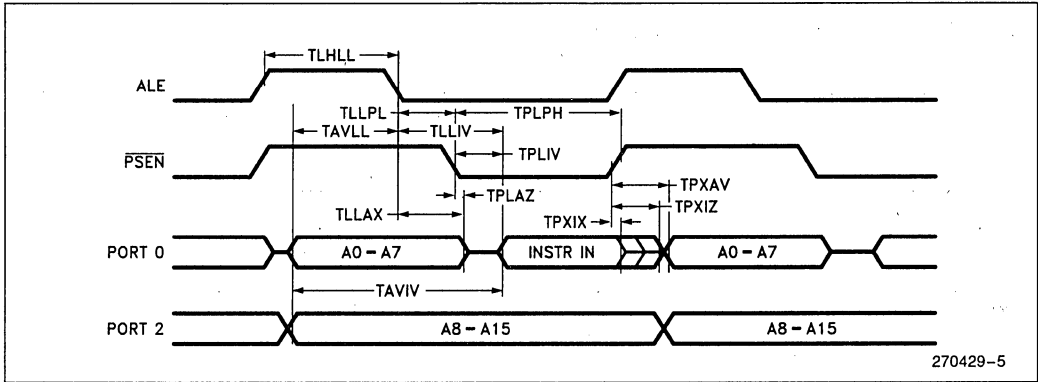 TLHLL
ALE
TLLPL
TPLPH
TAVLL
TLLIV
PSEN
TPLIV
TPLAZ
TPXAV
TPXIZ
TLLAX
TPXIX
PORT 0
A0-A7
INSTR IN
A0-A7
TAVIV
PORT 2
A8-A15
A8-A15
270429-5